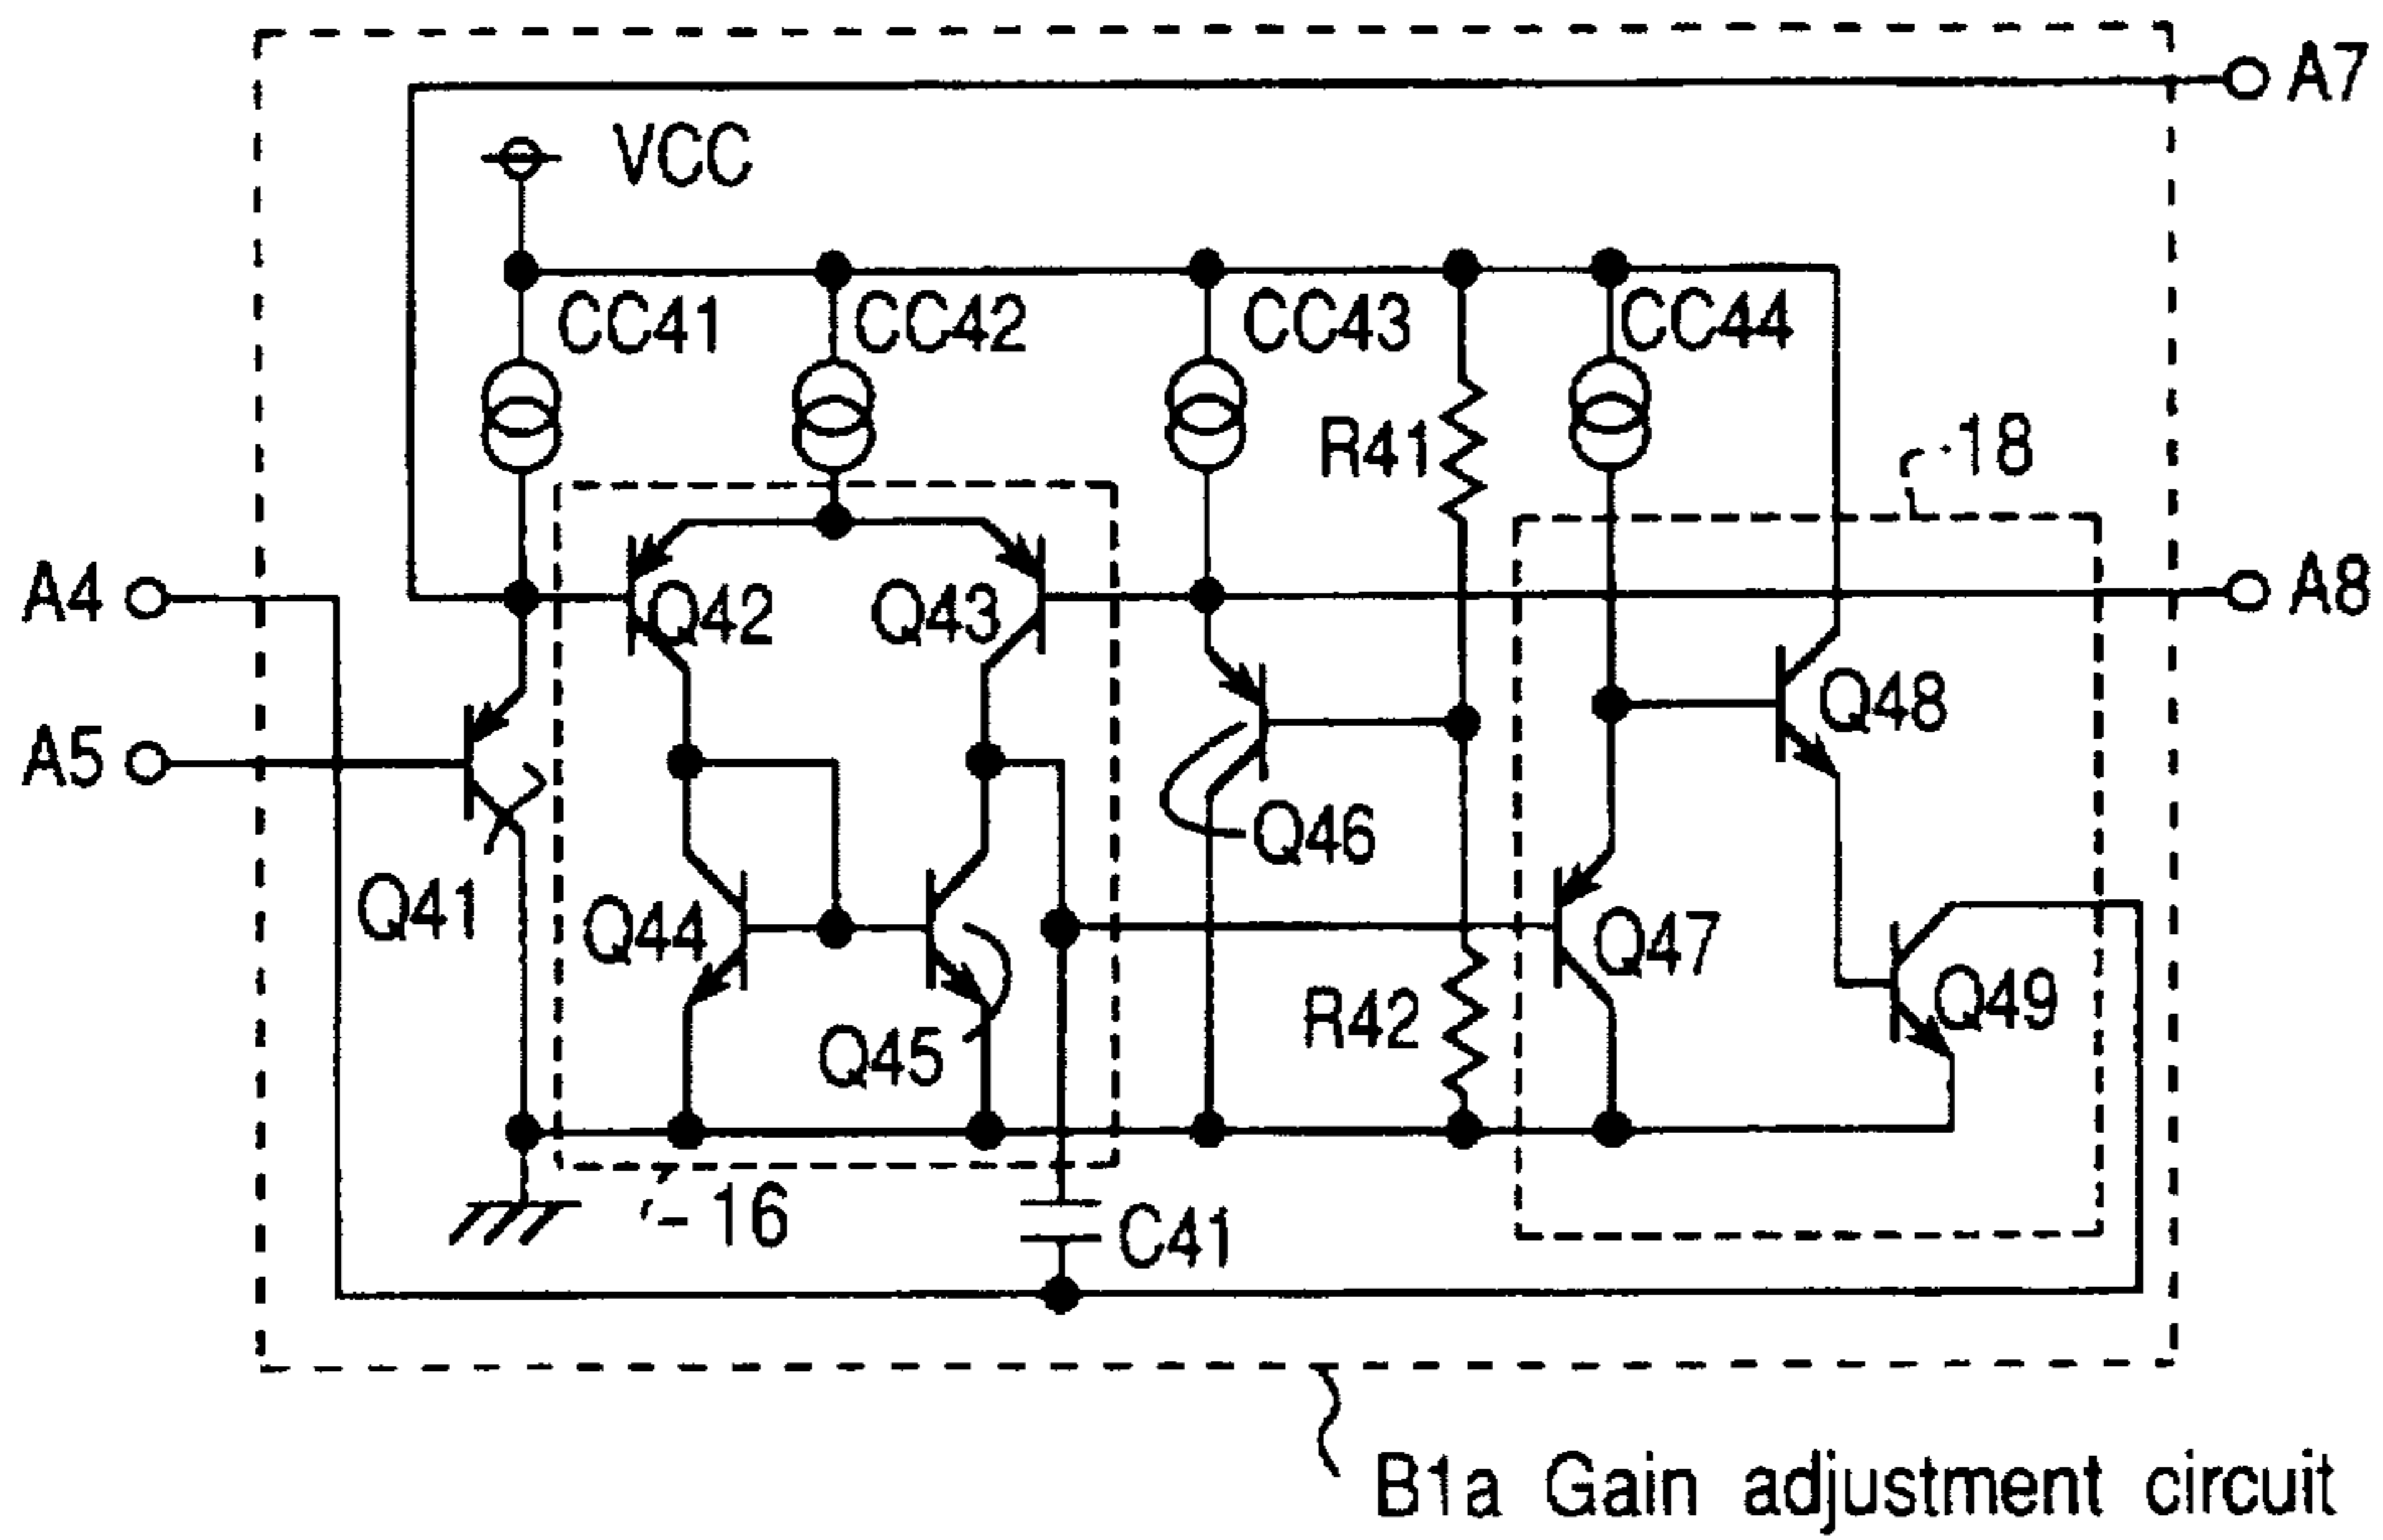 A7
VCC
CC41
CC42
CC43
CC44
R41
18
A4
Q42
Q43
A8
A5
Q48
Q46
Q41
Q44
Q47
Q45
R42
Q49
16
C41
B1a Gain adjustment circuit